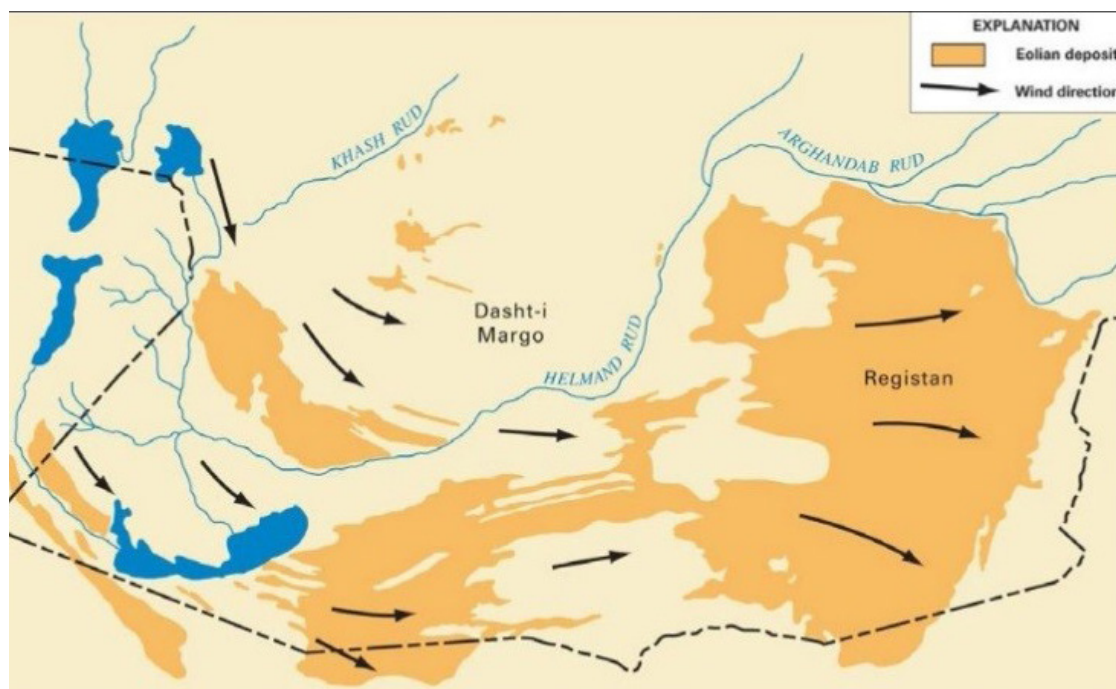 EXPLANATION
Eolian deposit
Wind direction
KHASH RUD
ARGHANDAB RUD
Dasht-i
Margo
HELMAND RUD
Registan